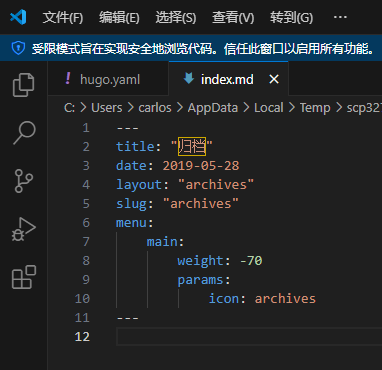 文件(F) 编辑(E) 选择(S) 查看(V) 转到(G) ···
受限模式旨在实现安全地浏览代码。信任此窗口以启用所有功能。
! hugo.yaml index.md ×
C: > Users > carlos > AppData > Local > Temp > scp327
1 ---
2 title: "归档"
3 date: 2019-05-28
4 layout: "archives"
5 slug: "archives"
6 menu:
7 main:
8 weight: -70
9 params:
10 icon: archives
11 ---
12